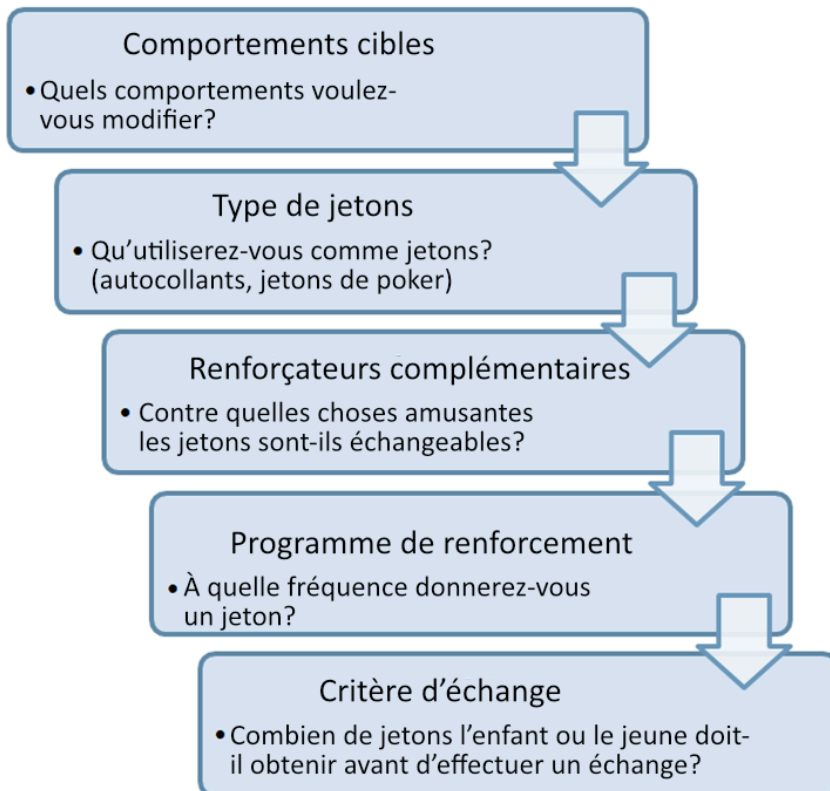 Comportements cibles
•Quels comportements voulez-
vous modifier?
Type de jetons
• Qu’utiliserez-vous comme jetons?
(autocollants, jetons de poker)
Renforçateurs complémentaires
• Contre quelles choses amusantes
les jetons sont-ils échangeables?
Programme de renforcement
• À quelle fréquence donnerez-vous
un jeton?
Critère d’échange
•Combien de jetons l’enfant ou le jeune doit-
il obtenir avant d’effectuer un échange?